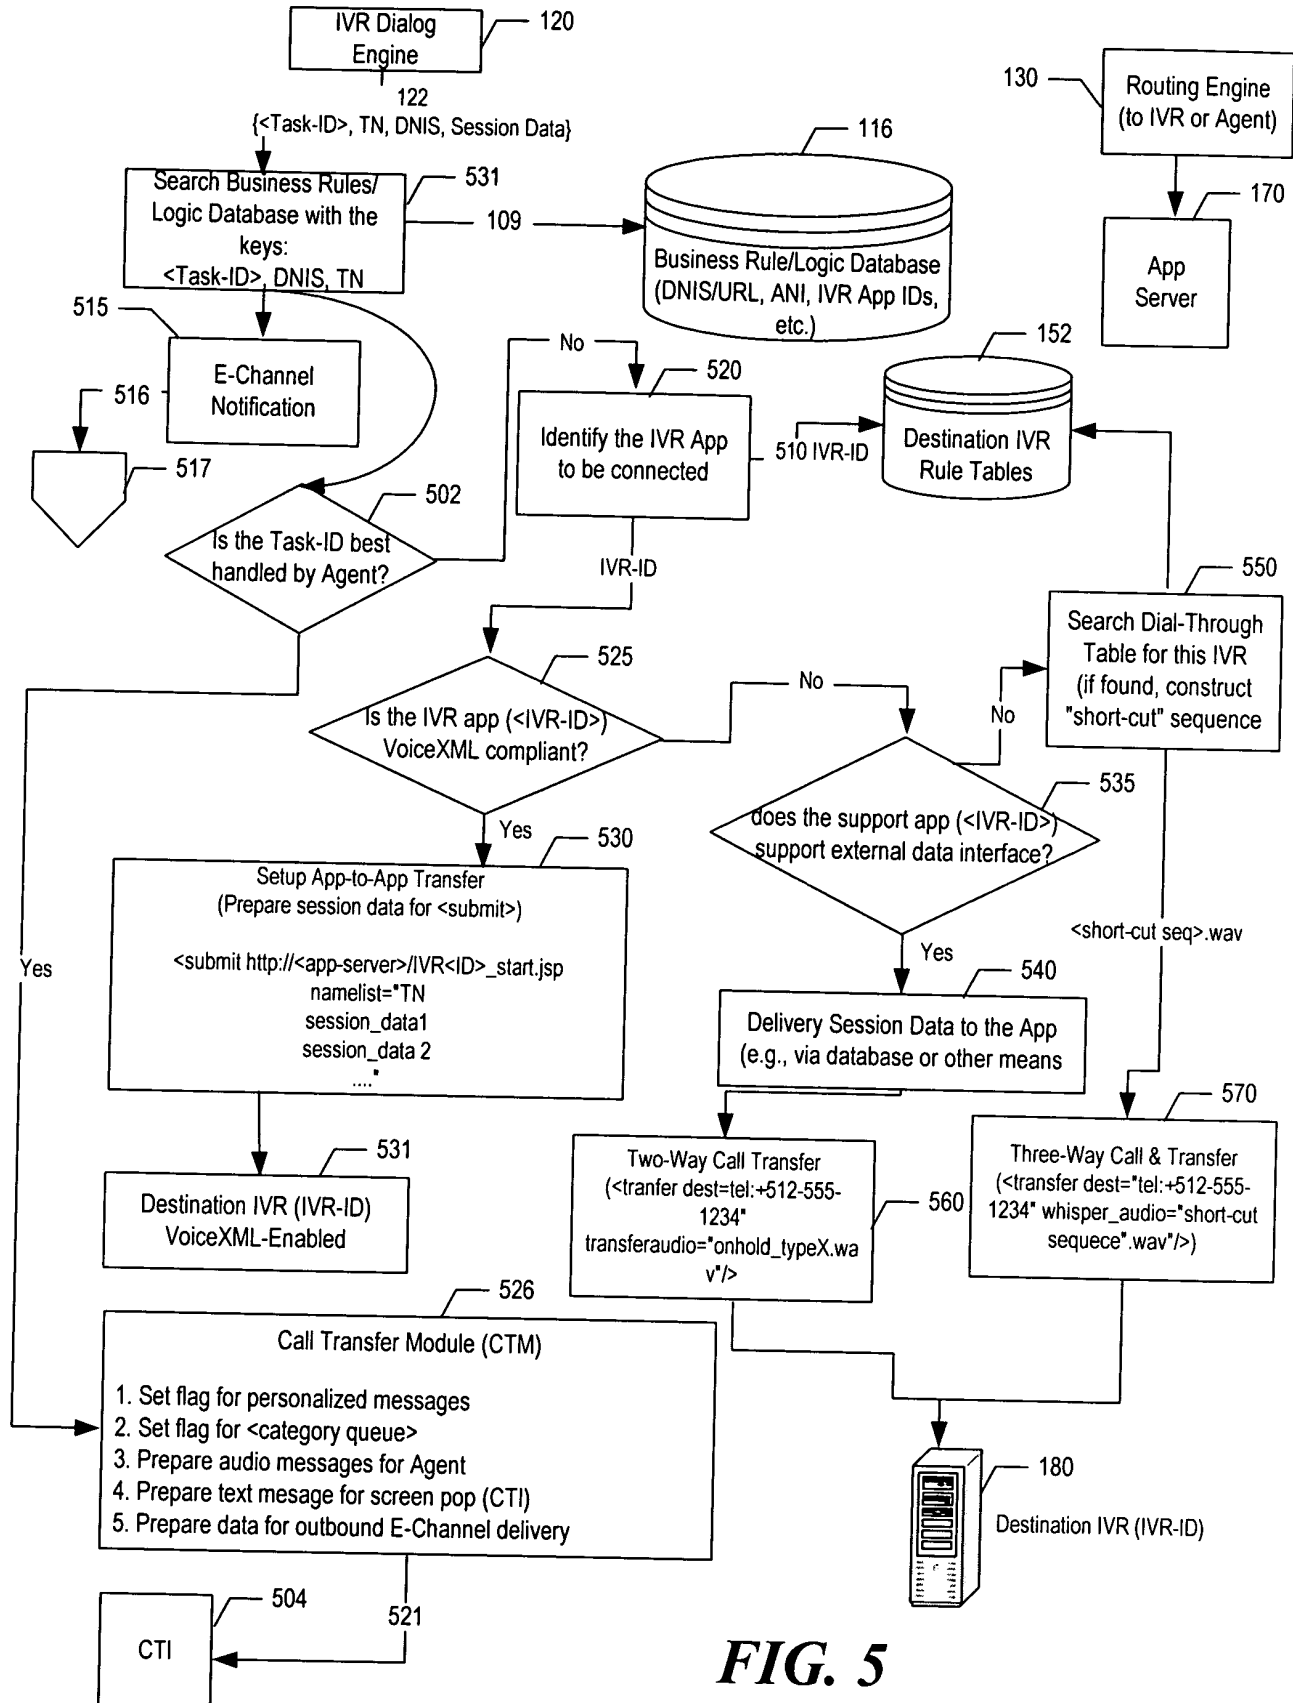 IVR Dialog
Engine
120
122
{<Task-ID>, TN, DNIS, Session Data}
130
Routing Engine
(to IVR or Agent)
170
App
Server
Search Business Rules/
Logic Database with the
keys:
<Task-ID>, DNIS, TN
531
109
116
Business Rule/Logic Database
(DNIS/URL, ANI, IVR App IDs,
etc.)
515
E-Channel
Notification
516
517
No
520
Identify the IVR App
to be connected
510 IVR-ID
152
Destination IVR
Rule Tables
502
Is the Task-ID best
handled by Agent?
IVR-ID
550
Search Dial-Through
Table for this IVR
(if found, construct
"short-cut" sequence
525
Is the IVR app (<IVR-ID>)
VoiceXML compliant?
No
No
535
does the support app (<IVR-ID>)
support external data interface?
Yes
530
Setup App-to-App Transfer
(Prepare session data for <submit>)
<submit http://<app-server>/IVR<ID>_start.jsp
namelist="TN
session_data1
session_data 2
...."
Yes
<short-cut seq>.wav
Yes
540
Delivery Session Data to the App
(e.g., via database or other means
531
Destination IVR (IVR-ID)
VoiceXML-Enabled
Two-Way Call Transfer
(<tranfer dest=tel:+512-555-
1234"
transferaudio="onhold_typeX.wa
v"/>
560
570
Three-Way Call & Transfer
(<transfer dest="tel:+512-555-
1234" whisper_audio="short-cut
sequece".wav"/>)
526
Call Transfer Module (CTM)
1. Set flag for personalized messages
2. Set flag for <category queue>
3. Prepare audio messages for Agent
4. Prepare text mesage for screen pop (CTI)
5. Prepare data for outbound E-Channel delivery
180
Destination IVR (IVR-ID)
504
CTI
521
FIG. 5